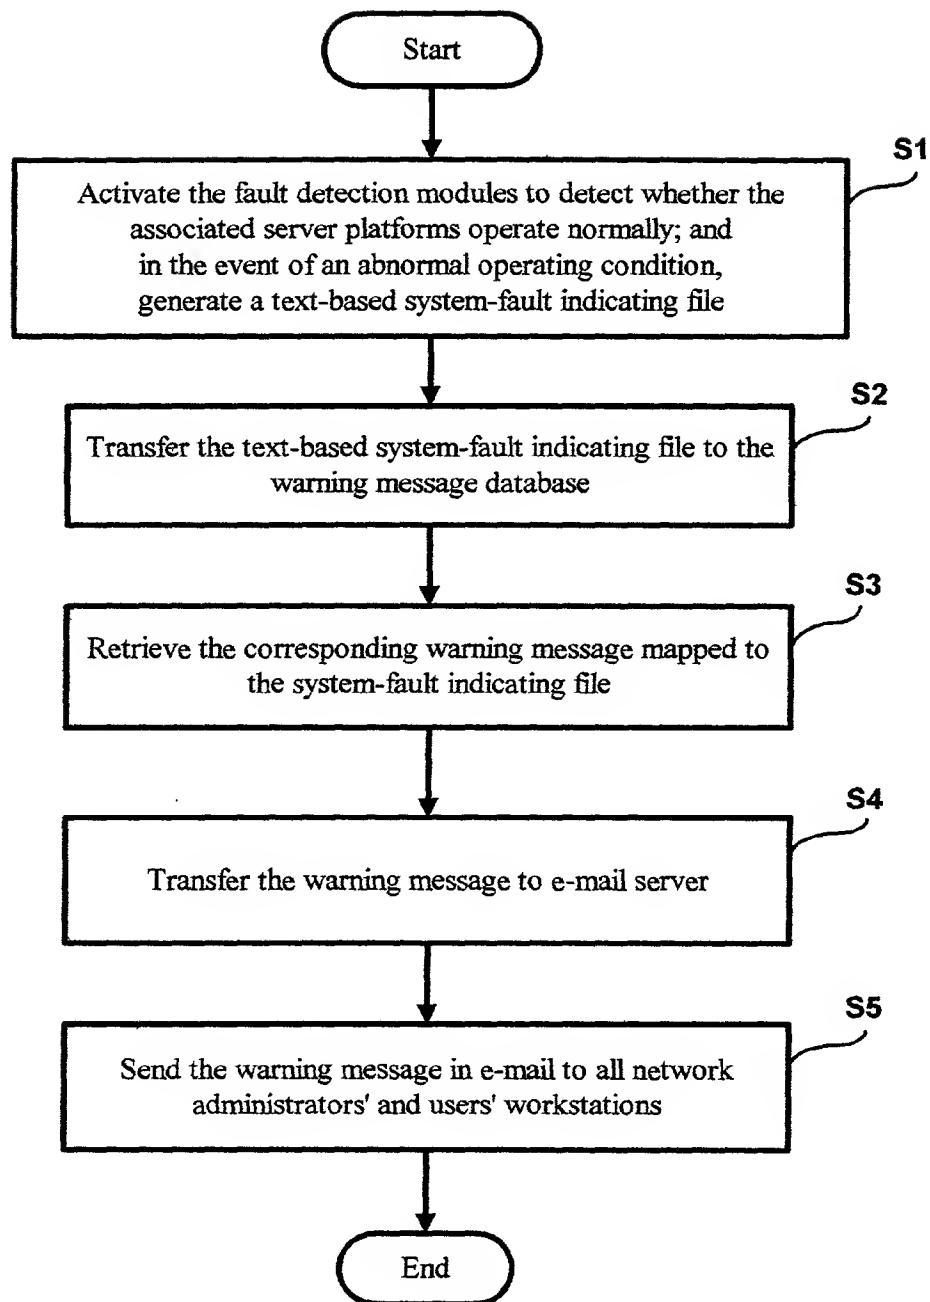 Start
S1
Activate the fault detection modules to detect whether the
associated server platforms operate normally; and
in the event of an abnormal operating condition,
generate a text-based system-fault indicating file
S2
Transfer the text-based system-fault indicating file to the
warning message database
S3
Retrieve the corresponding warning message mapped to
the system-fault indicating file
S4
Transfer the warning message to e-mail server
S5
Send the warning message in e-mail to all network
administrators' and users' workstations
End